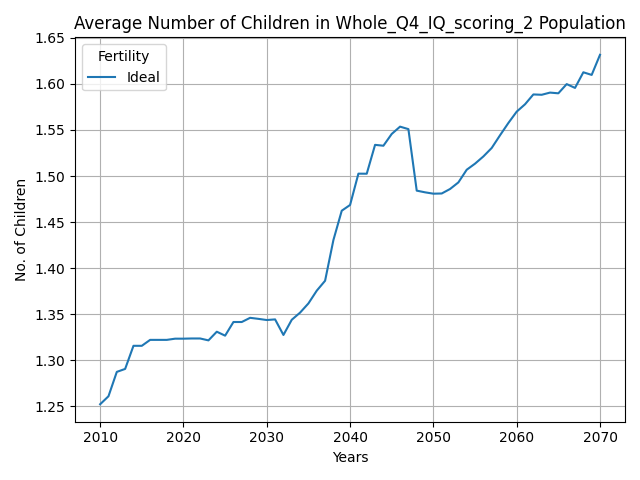 Average Number of Children in Whole_Q4_IQ_scoring_2 Population
Fertility
Ideal
No. of Children
1.65
1.60
1.55
1.50
1.45
1.40
1.35
1.30
1.25
2010 2020 2030 2040 2050 2060 2070
Years